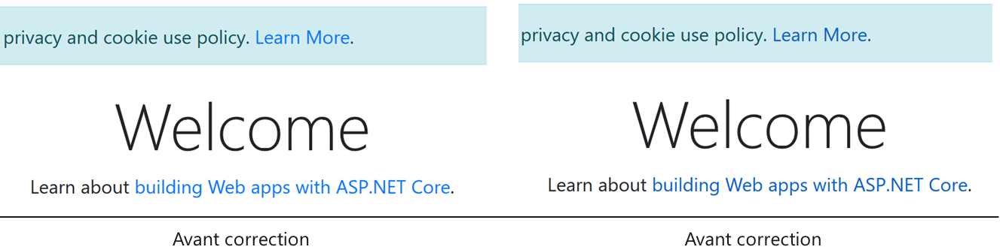 privacy and cookie use policy. Learn More.
Welcome
Learn about building Web apps with ASP.NET Core.
Avant correction
privacy and cookie use policy. Learn More.
Welcome
Learn about building Web apps with ASP.NET Core.
Avant correction